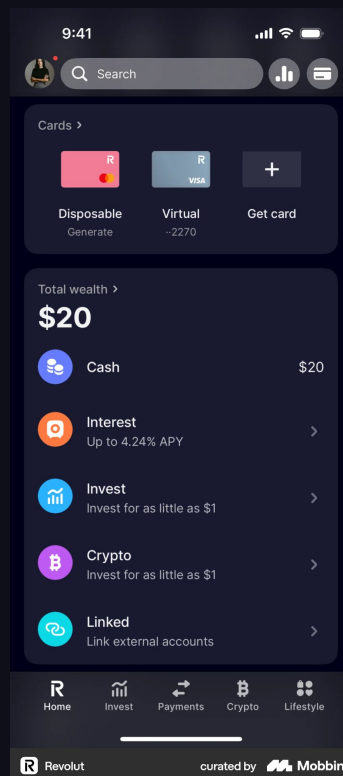 9:41
Search
Cards >
R
R
VISA
+
Disposable
Virtual
Get card
Generate
··2270
Total wealth >
$20
Cash
$20
Interest
Up to 4.24% APY
Invest
Invest for as little as $1
Crypto
Invest for as little as $1
Linked
Link external accounts
Home
Invest
Payments
Crypto
Lifestyle
R Revolut
curated by Mobbin